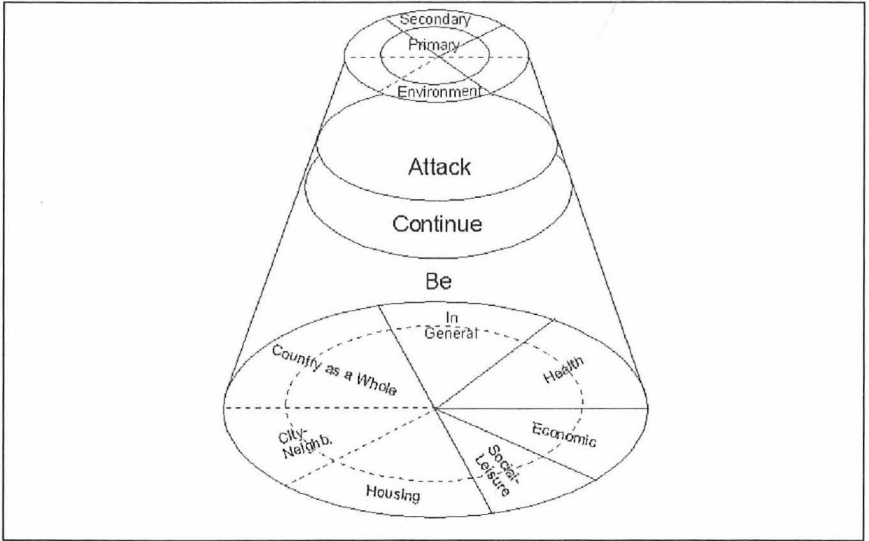 Secondary
Primary
Environment
Attack
Continue
Be
In
General
Country as a Whole
Health
City-
Neighb.
Economic
Social-
Leisure
Housing